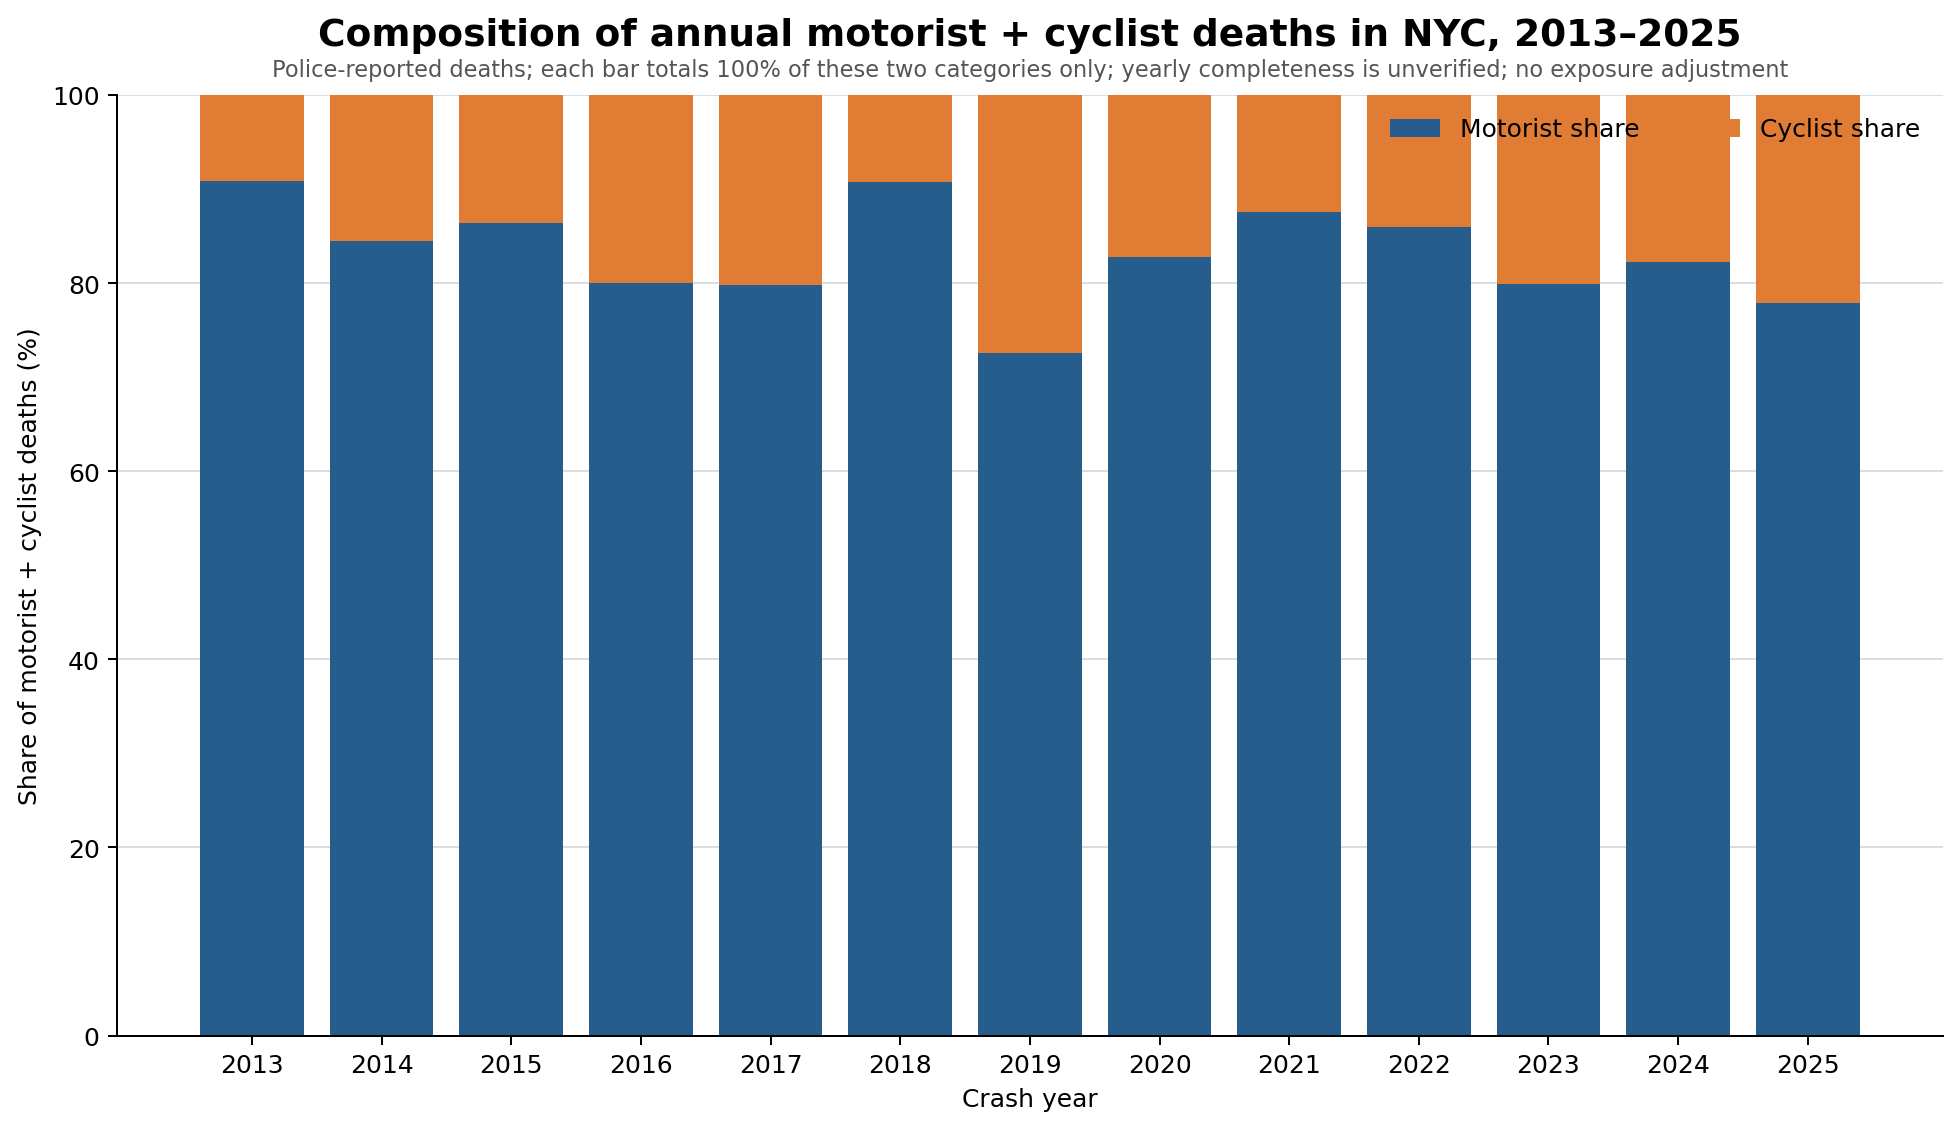 Composition of annual motorist + cyclist deaths in NYC, 2013–2025
Police-reported deaths; each bar totals 100% of these two categories only; yearly completeness is unverified; no exposure adjustment
Motorist share
Cyclist share
Share of motorist + cyclist deaths (%)
100
80
60
40
20
0
2013 2014 2015 2016 2017 2018 2019 2020 2021 2022 2023 2024 2025
Crash year